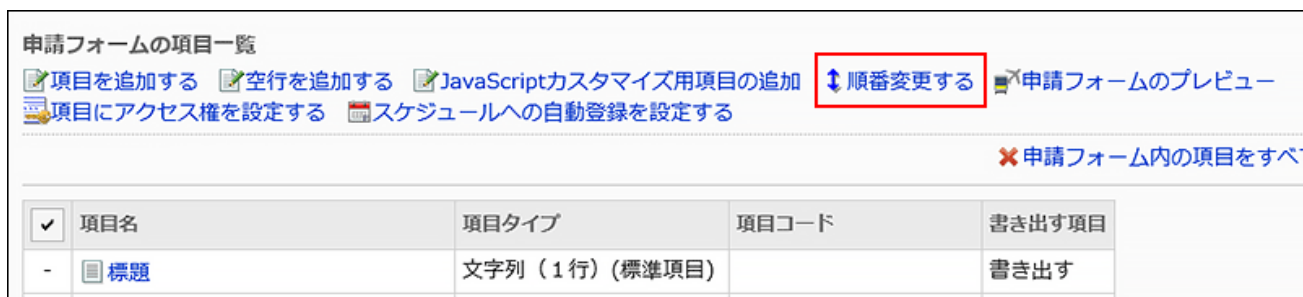 申請フォームの項目一覧
項目を追加する 空行を追加する JavaScriptカスタマイズ用項目の追加 順番変更する 申請フォームのプレビュー
項目にアクセス権を設定する スケジュールへの自動登録を設定する
申請フォーム内の項目をすべ
項目名 項目タイプ 項目コード 書き出す項目
- 標題 文字列（１行）(標準項目) 書き出す